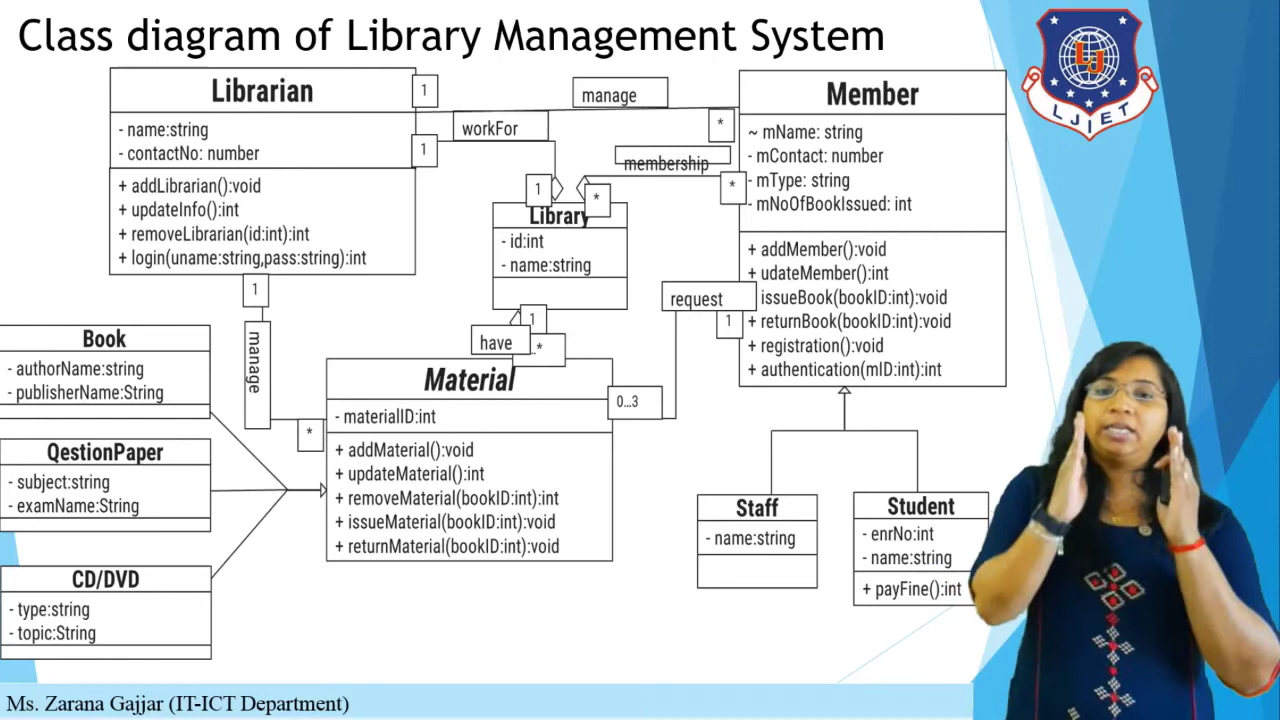 Class diagram of Library Management System
LJ
LJIET
Librarian
- name:string
- contactNo: number
+ addLibrarian():void
+ updateInfo():int
+ removeLibrarian(id:int):int
+ login(uname:string,pass:string):int
1
manage
*
1
workFor
1
membership
*
*
Member
~ mName: string
- mContact: number
- mType: string
- mNoOfBookIssued: int
+ addMember():void
+ udateMember():int
issueBook(bookID:int):void
+ returnBook(bookID:int):void
+ registration():void
+ authentication(mID:int):int
Library
- id:int
- name:string
request
1
1
have
..*
1
manage
*
0...3
Book
- authorName:string
- publisherName:String
QestionPaper
- subject:string
- examName:String
CD/DVD
- type:string
- topic:String
Material
- materialID:int
+ addMaterial():void
+ updateMaterial():int
+ removeMaterial(bookID:int):int
+ issueMaterial(bookID:int):void
+ returnMaterial(bookID:int):void
Staff
- name:string
Student
- enrNo:int
- name:string
+ payFine():int
Ms. Zarana Gajjar (IT-ICT Department)